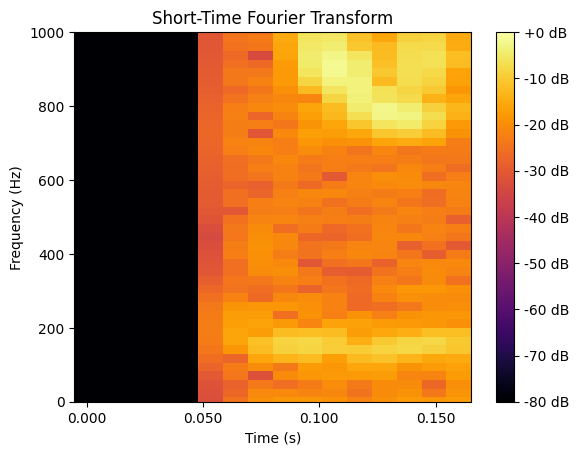 Short-Time Fourier Transform
1000
800
600
400
200
0
Frequency (Hz)
0.000
0.050
0.100
0.150
Time (s)
+0 dB
-10 dB
-20 dB
-30 dB
-40 dB
-50 dB
-60 dB
-70 dB
-80 dB